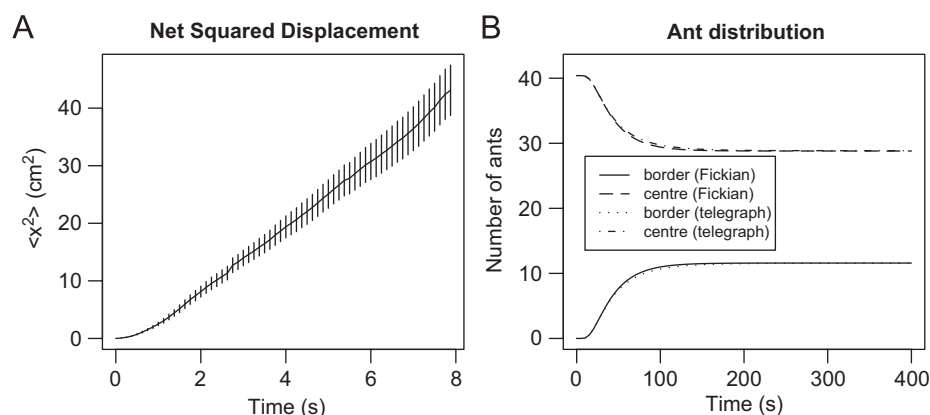 A
Net Squared Displacement
<x²> (cm²)
40
30
20
10
0
0 2 4 6 8
Time (s)
B
Ant distribution
Number of ants
40
30
20
10
0
border (Fickian)
centre (Fickian)
border (telegraph)
centre (telegraph)
0 100 200 300 400
Time (s)